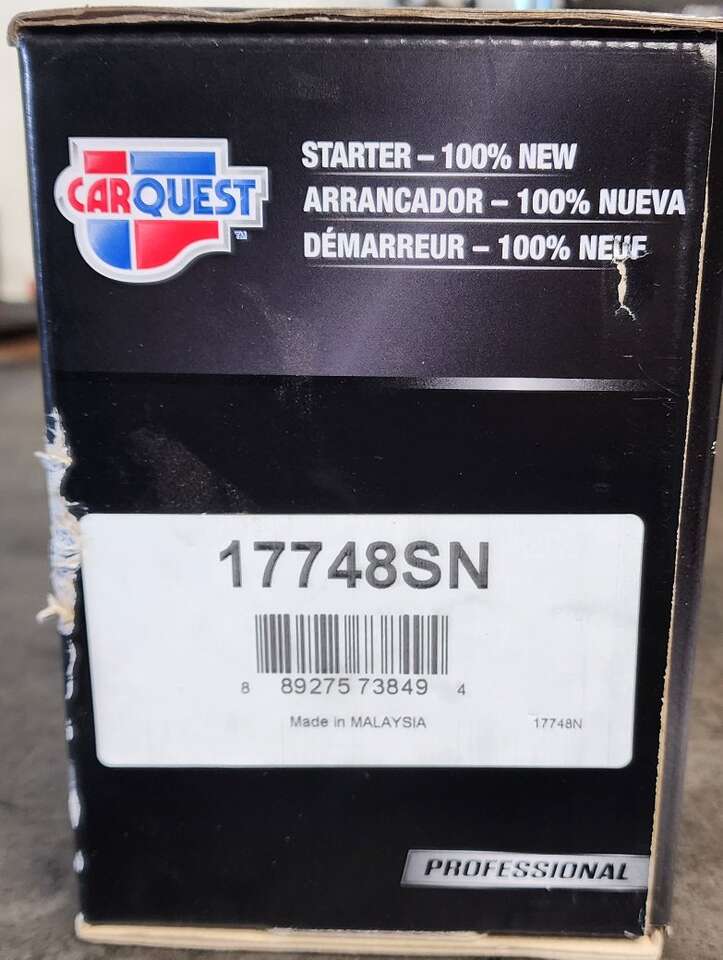 CARQUEST
TM
STARTER – 100% NEW
ARRANCADOR – 100% NUEVA
DÉMARREUR – 100% NEUF
17748SN
8 89275 73849 4
Made in MALAYSIA 17748N
PROFESSIONAL